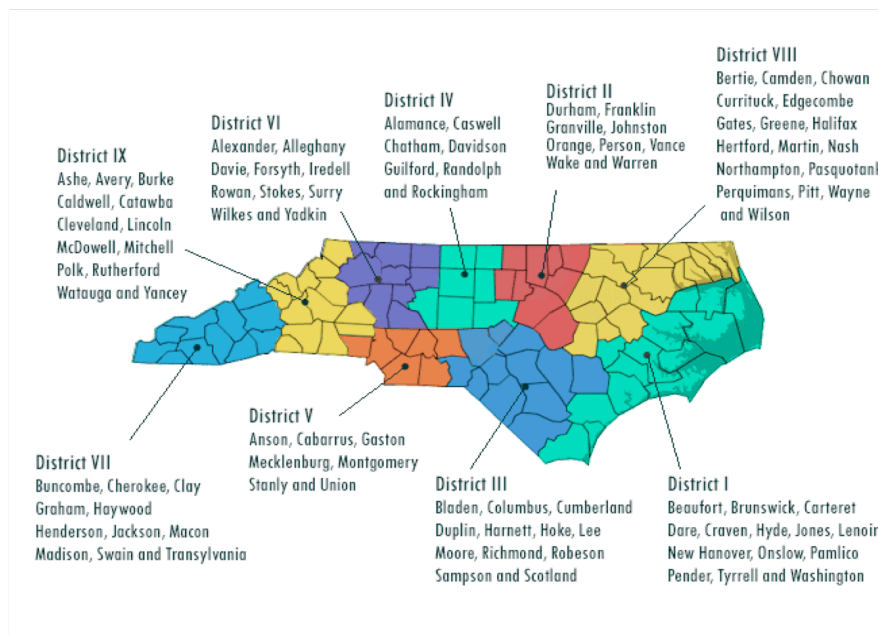 District VIII
Bertie, Camden, Chowan
Currituck, Edgecombe
Gates, Greene, Halifax
Hertford, Martin, Nash
Northampton, Pasquotank
Perquimans, Pitt, Wayne
and Wilson
District II
Durham, Franklin
Granville, Johnston
Orange, Person, Vance
Wake and Warren
District IV
Alamance, Caswell
Chatham, Davidson
Guilford, Randolph
and Rockingham
District VI
Alexander, Alleghany
Davie, Forsyth, Iredell
Rowan, Stokes, Surry
Wilkes and Yadkin
District IX
Ashe, Avery, Burke
Caldwell, Catawba
Cleveland, Lincoln
McDowell, Mitchell
Polk, Rutherford
Watauga and Yancey
District V
Anson, Cabarrus, Gaston
Mecklenburg, Montgomery
Stanly and Union
District VII
Buncombe, Cherokee, Clay
Graham, Haywood
Henderson, Jackson, Macon
Madison, Swain and Transylvania
District III
Bladen, Columbus, Cumberland
Duplin, Harnett, Hoke, Lee
Moore, Richmond, Robeson
Sampson and Scotland
District I
Beaufort, Brunswick, Carteret
Dare, Craven, Hyde, Jones, Lenoir
New Hanover, Onslow, Pamlico
Pender, Tyrrell and Washington